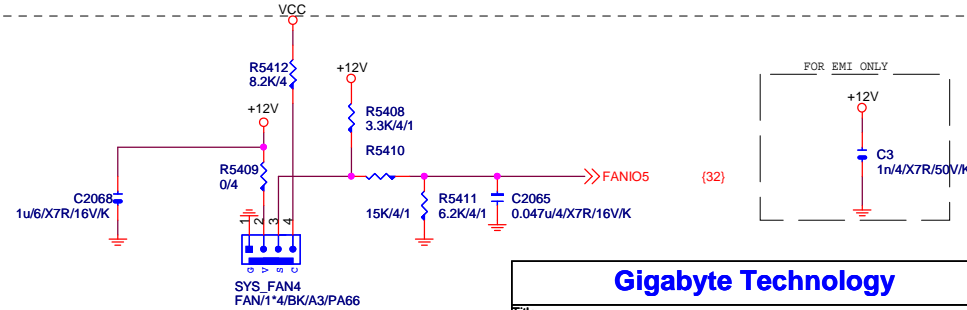 VCC
R5412
8.2K/4
+12V
R5408
3.3K/4/1
+12V
R5410
R5409
0/4
C2068
1u/6/X7R/16V/K
15K/4/1
R5411
6.2K/4/1
C2065
0.047u/4/X7R/16V/K
FANIO5
{32}
1
2
3
4
G
V
S
C
SYS_FAN4
FAN/1*4/BK/A3/PA66
FOR EMI ONLY
+12V
C3
1n/4/X7R/50V/K
Gigabyte Technology